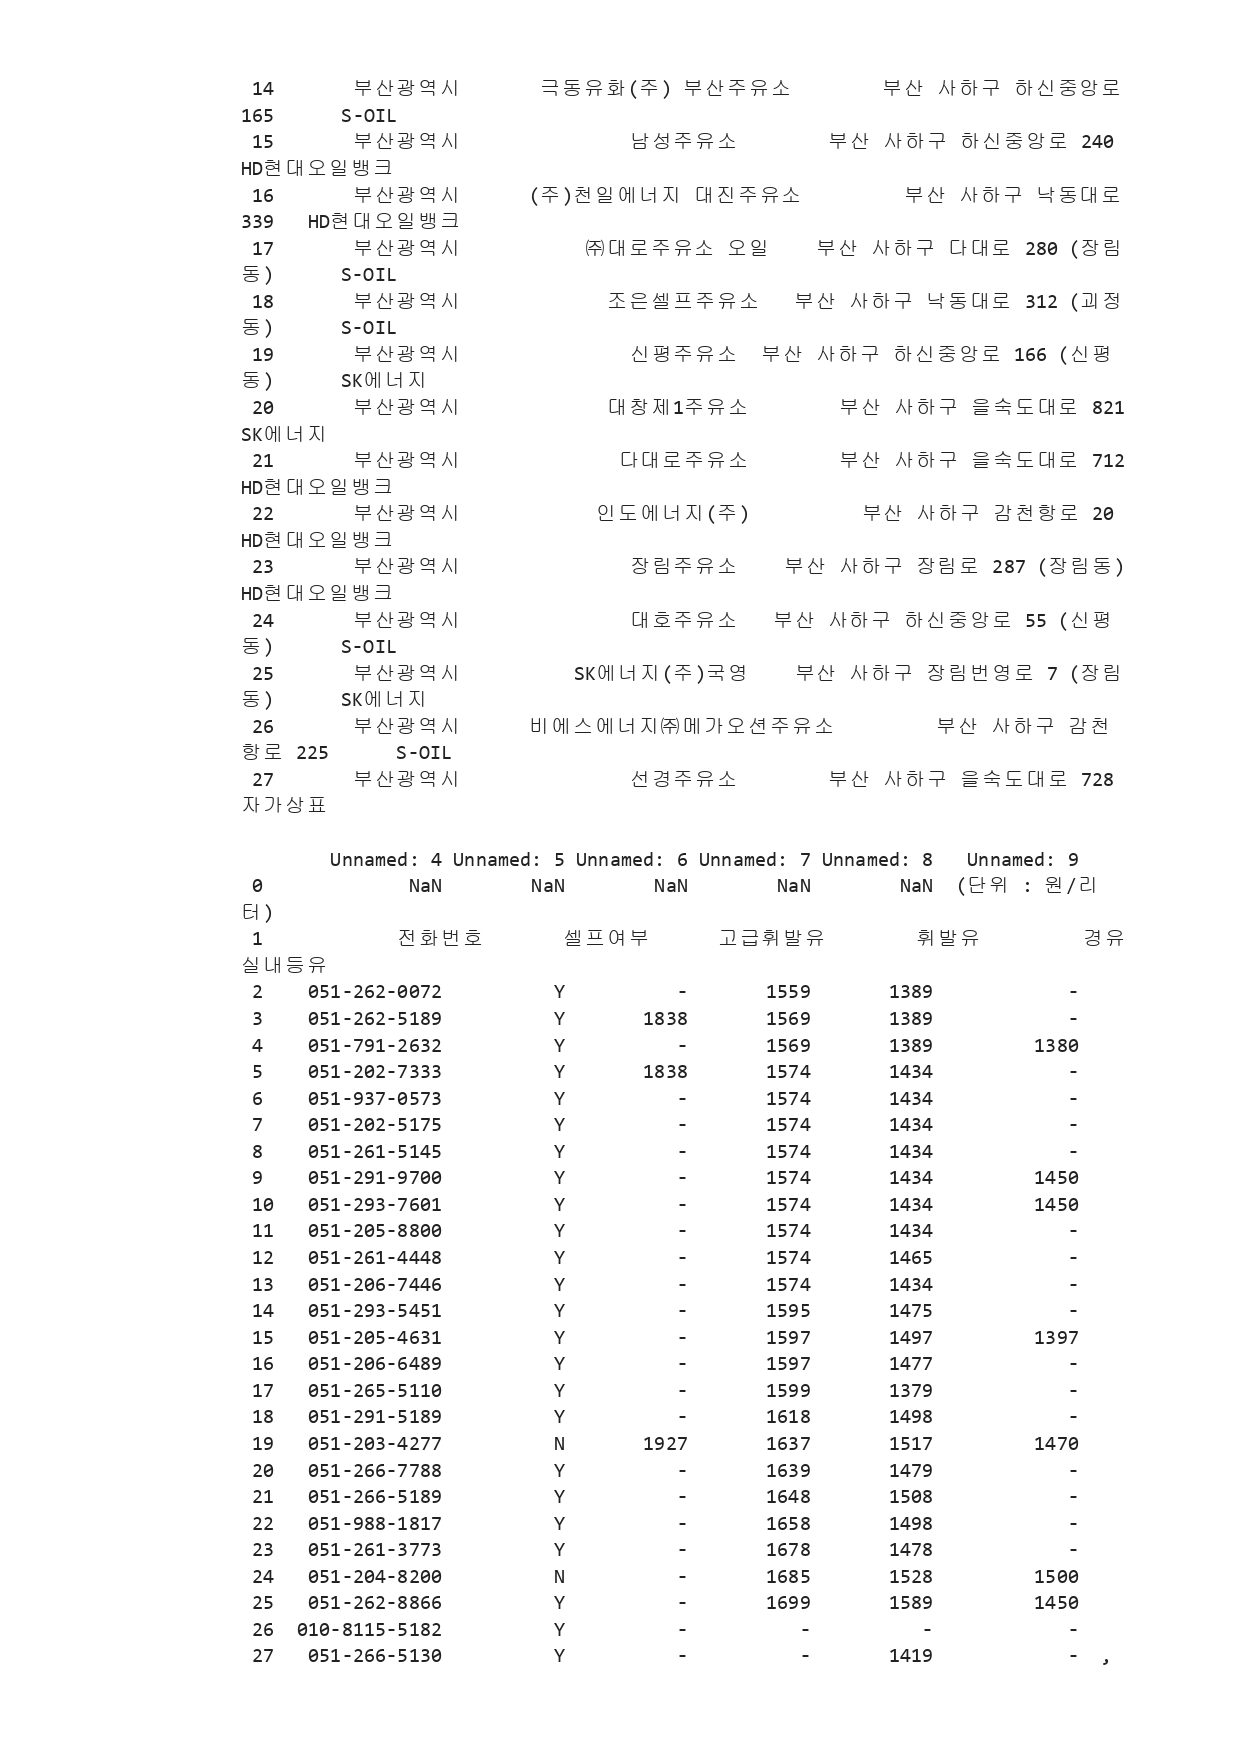 14 부산광역시 극동유화(주) 부산주유소 부산 사하구 하신중앙로
165 S-OIL
15 부산광역시 남성주유소 부산 사하구 하신중앙로 240
HD현대오일뱅크
16 부산광역시 (주)천일에너지 대진주유소 부산 사하구 낙동대로
339 HD현대오일뱅크
17 부산광역시 ㈜대로주유소 오일 부산 사하구 다대로 280 (장림
동) S-OIL
18 부산광역시 조은셀프주유소 부산 사하구 낙동대로 312 (괴정
동) S-OIL
19 부산광역시 신평주유소 부산 사하구 하신중앙로 166 (신평
동) SK에너지
20 부산광역시 대창제1주유소 부산 사하구 을숙도대로 821
SK에너지
21 부산광역시 다대로주유소 부산 사하구 을숙도대로 712
HD현대오일뱅크
22 부산광역시 인도에너지(주) 부산 사하구 감천항로 20
HD현대오일뱅크
23 부산광역시 장림주유소 부산 사하구 장림로 287 (장림동)
HD현대오일뱅크
24 부산광역시 대호주유소 부산 사하구 하신중앙로 55 (신평
동) S-OIL
25 부산광역시 SK에너지(주)국영 부산 사하구 장림번영로 7 (장림
동) SK에너지
26 부산광역시 비에스에너지㈜메가오션주유소 부산 사하구 감천
항로 225 S-OIL
27 부산광역시 선경주유소 부산 사하구 을숙도대로 728
자가상표
Unnamed: 4 Unnamed: 5 Unnamed: 6 Unnamed: 7 Unnamed: 8 Unnamed: 9
0 NaN NaN NaN NaN NaN (단위 : 원/리
터)
1 전화번호 셀프여부 고급휘발유 휘발유 경유
실내등유
2 051-262-0072 Y - 1559 1389 -
3 051-262-5189 Y 1838 1569 1389 -
4 051-791-2632 Y - 1569 1389 1380
5 051-202-7333 Y 1838 1574 1434 -
6 051-937-0573 Y - 1574 1434 -
7 051-202-5175 Y - 1574 1434 -
8 051-261-5145 Y - 1574 1434 -
9 051-291-9700 Y - 1574 1434 1450
10 051-293-7601 Y - 1574 1434 1450
11 051-205-8800 Y - 1574 1434 -
12 051-261-4448 Y - 1574 1465 -
13 051-206-7446 Y - 1574 1434 -
14 051-293-5451 Y - 1595 1475 -
15 051-205-4631 Y - 1597 1497 1397
16 051-206-6489 Y - 1597 1477 -
17 051-265-5110 Y - 1599 1379 -
18 051-291-5189 Y - 1618 1498 -
19 051-203-4277 N 1927 1637 1517 1470
20 051-266-7788 Y - 1639 1479 -
21 051-266-5189 Y - 1648 1508 -
22 051-988-1817 Y - 1658 1498 -
23 051-261-3773 Y - 1678 1478 -
24 051-204-8200 N - 1685 1528 1500
25 051-262-8866 Y - 1699 1589 1450
26 010-8115-5182 Y - - - -
27 051-266-5130 Y - - 1419 - ,